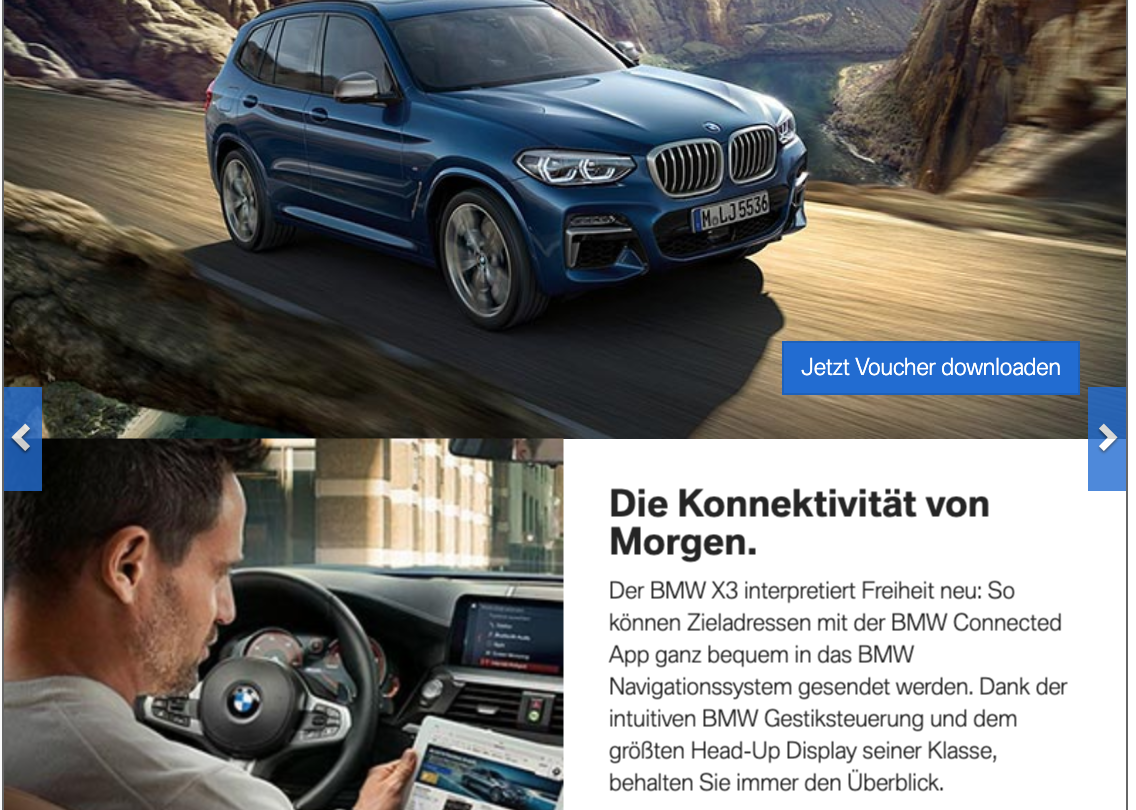 M LJ 5536
Jetzt Voucher downloaden
Die Konnektivität von
Morgen.
Der BMW X3 interpretiert Freiheit neu: So
können Zieladressen mit der BMW Connected
App ganz bequem in das BMW
Navigationssystem gesendet werden. Dank der
intuitiven BMW Gestiksteuerung und dem
größten Head-Up Display seiner Klasse,
behalten Sie immer den Überblick.